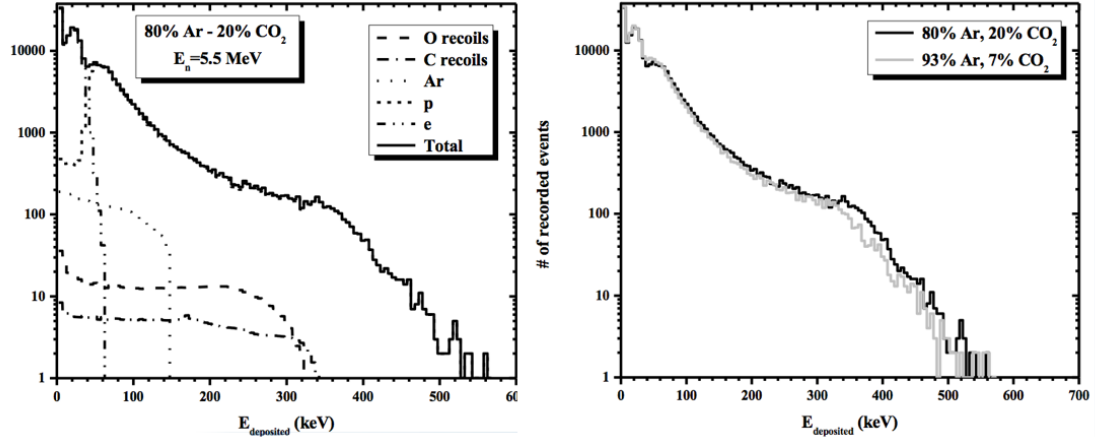 80% Ar - 20% CO2
En=5.5 MeV
O recoils
C recoils
Ar
p
e
Total
10000
1000
100
10
1
0 100 200 300 400 500 60
Edeposited (keV)
80% Ar, 20% CO2
93% Ar, 7% CO2
# of recorded events
10000
1000
100
10
1
0 100 200 300 400 500 600 700
Edeposited (keV)